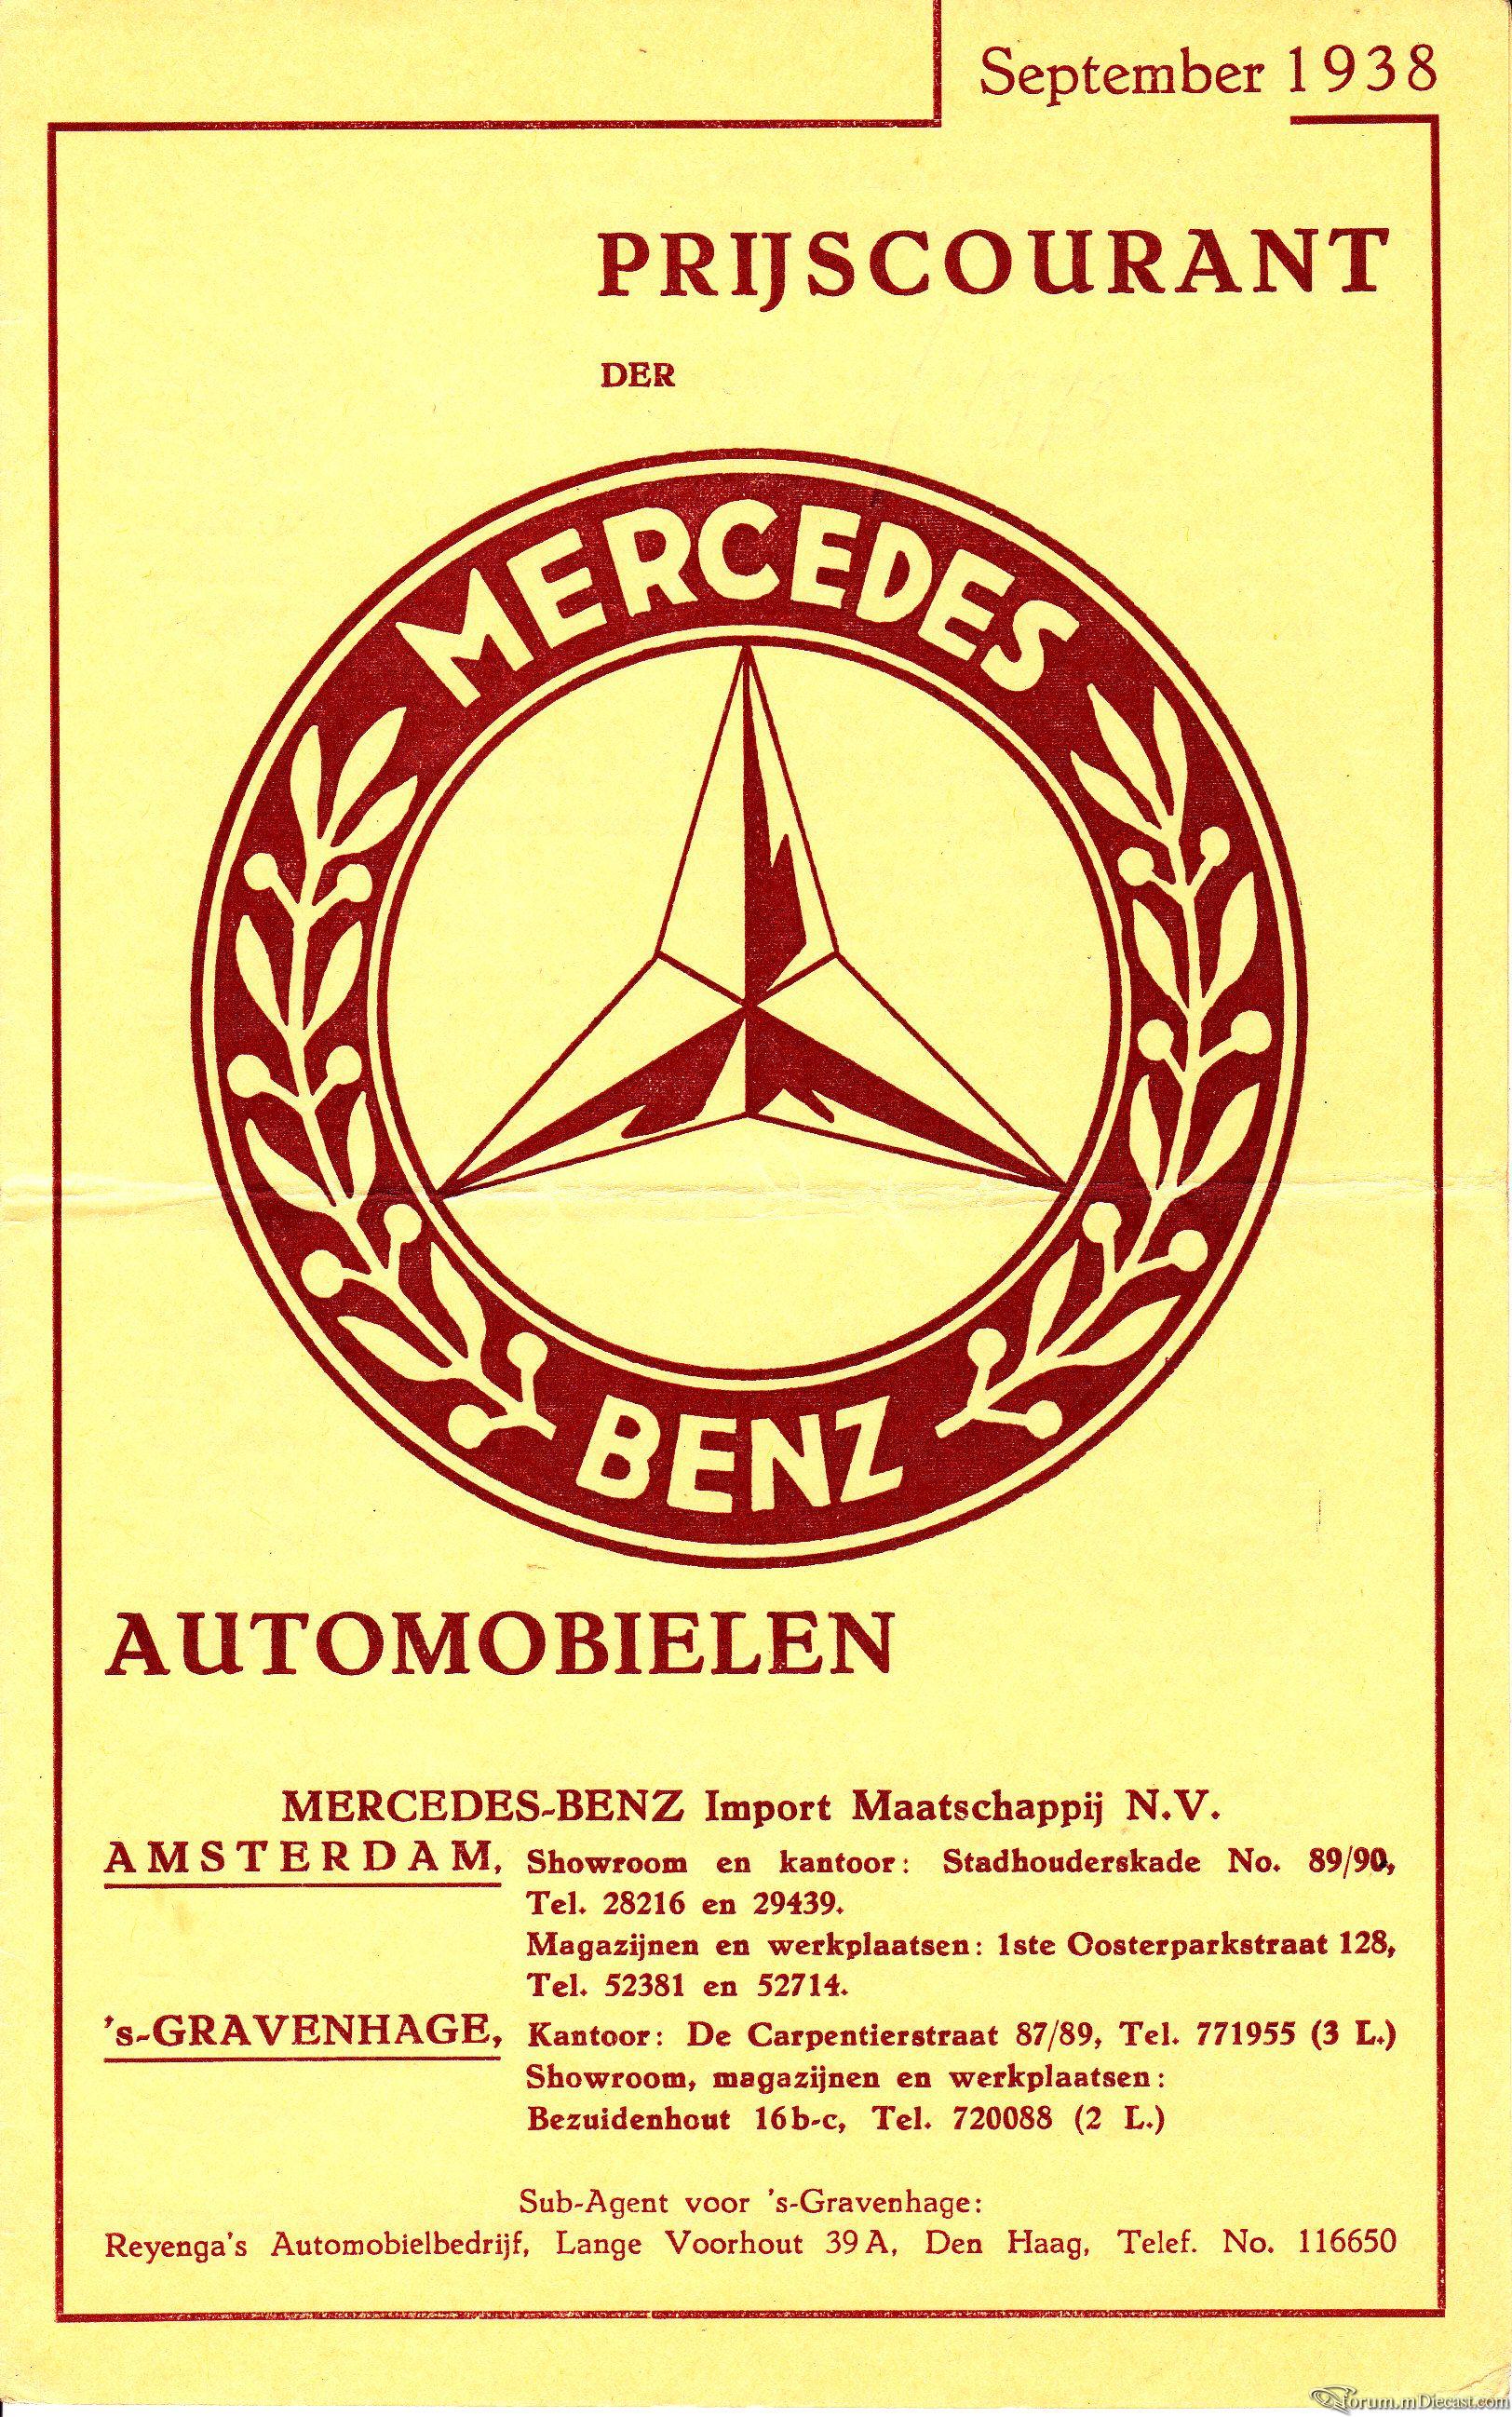 September 1938
PRIJSCOURANT
DER
MERCEDES
BENZ
AUTOMOBIELEN
MERCEDES-BENZ Import Maatschappij N.V.
AMSTERDAM, Showroom en kantoor: Stadhouderskade No. 89/90,
Tel. 28216 en 29439.
Magazijnen en werkplaatsen: 1ste Oosterparkstraat 128,
Tel. 52381 en 52714.
's-GRAVENHAGE, Kantoor: De Carpentierstraat 87/89, Tel. 771955 (3 L.)
Showroom, magazijnen en werkplaatsen:
Bezuidenhout 16b-c, Tel. 720088 (2 L.)
Sub-Agent voor 's-Gravenhage:
Reyenga's Automobielbedrijf, Lange Voorhout 39A, Den Haag, Telef. No. 116650
forum.mDiecast.com